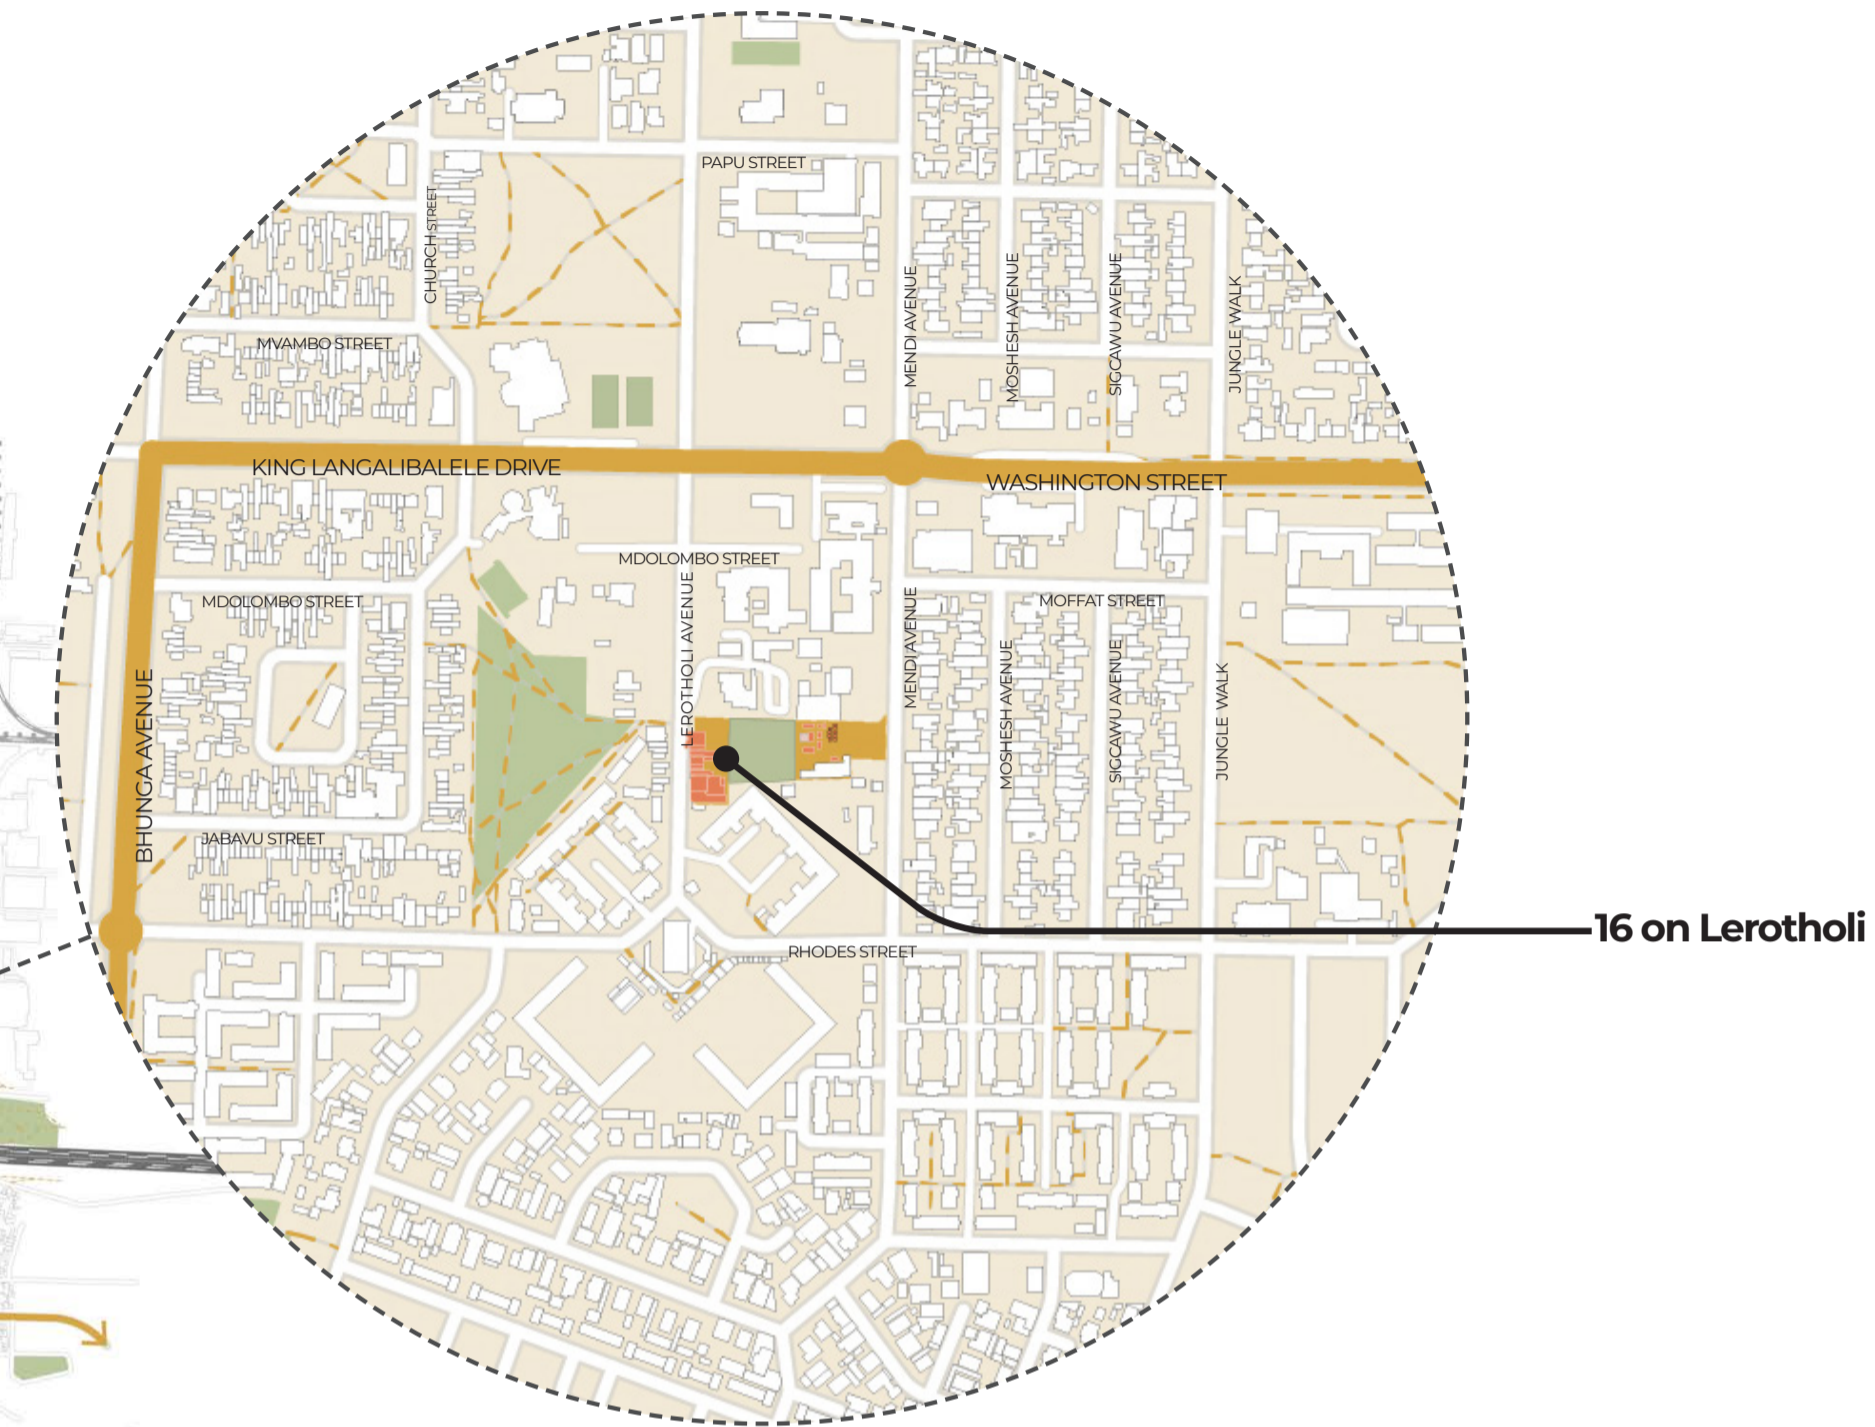 PAPU STREET
CHURCH STREET
MENDI AVENUE
MOSHESH AVENUE
SIGCAWU AVENUE
JUNGLE WALK
MVAMBO STREET
KING LANGALIBALELE DRIVE
WASHINGTON STREET
MDOLOMBO STREET
MDOLOMBO STREET
LEROTHOLI AVENUE
MENDI AVENUE
MOFFAT STREET
MOSHESH AVENUE
SIGCAWU AVENUE
JUNGLE WALK
BHUNGA AVENUE
JABAVU STREET
16 on Lerotholi
RHODES STREET